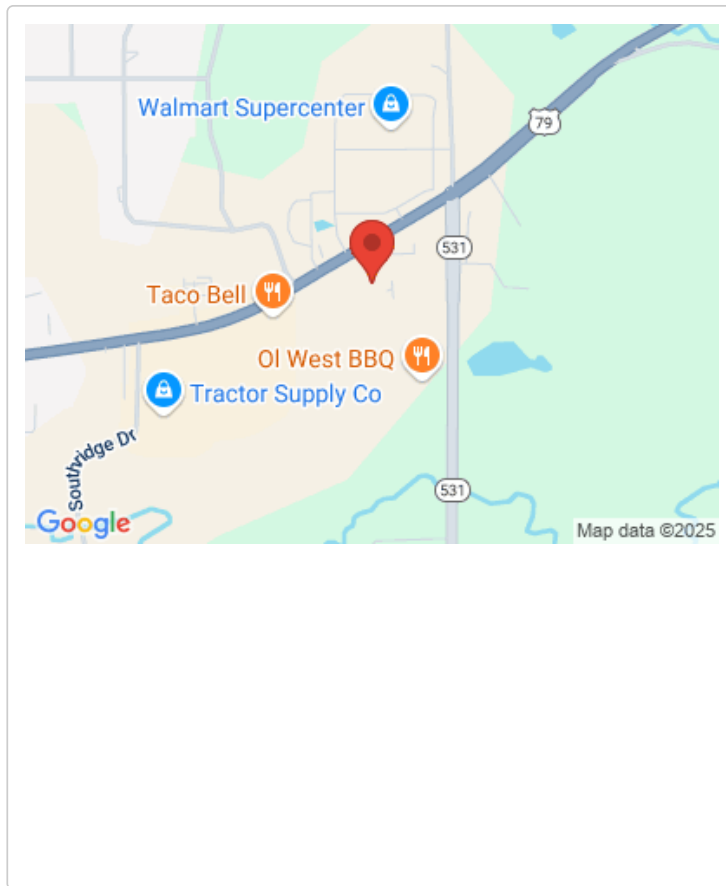 Walmart Supercenter
79
531
Taco Bell
Ol West BBQ
Tractor Supply Co
Southridge Dr
531
Google
Map data ©2025